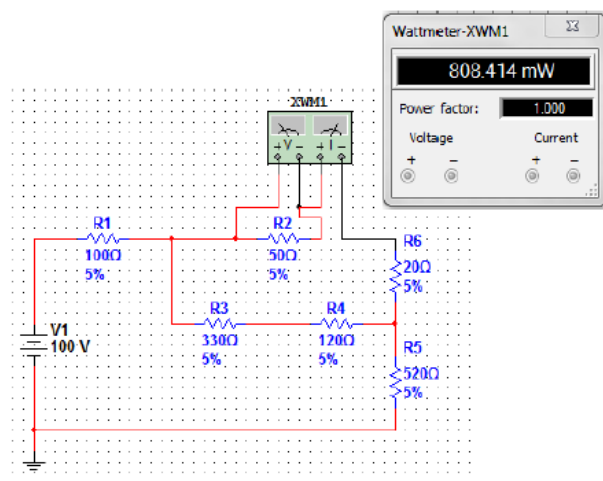 Wattmeter-XWM1
808.414 mW
Power factor: 1.000
Voltage Current
+ − + −
XWM1
+ V − + I −
R1
100Ω
5%
R2
50Ω
5%
R6
20Ω
5%
R3
330Ω
5%
R4
120Ω
5%
V1
100 V
R5
520Ω
5%